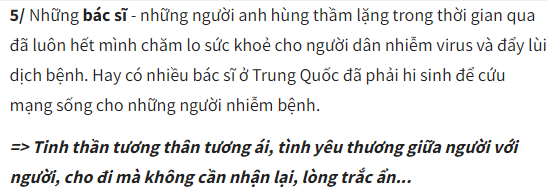 5/ Những bác sĩ - những người anh hùng thầm lặng trong thời gian qua
đã luôn hết mình chăm lo sức khoẻ cho người dân nhiễm virus và đẩy lùi
dịch bệnh. Hay có nhiều bác sĩ ở Trung Quốc đã phải hi sinh để cứu
mạng sống cho những người nhiễm bệnh.
=> Tinh thần tương thân tương ái, tình yêu thương giữa người với
người, cho đi mà không cần nhận lại, lòng trắc ẩn...